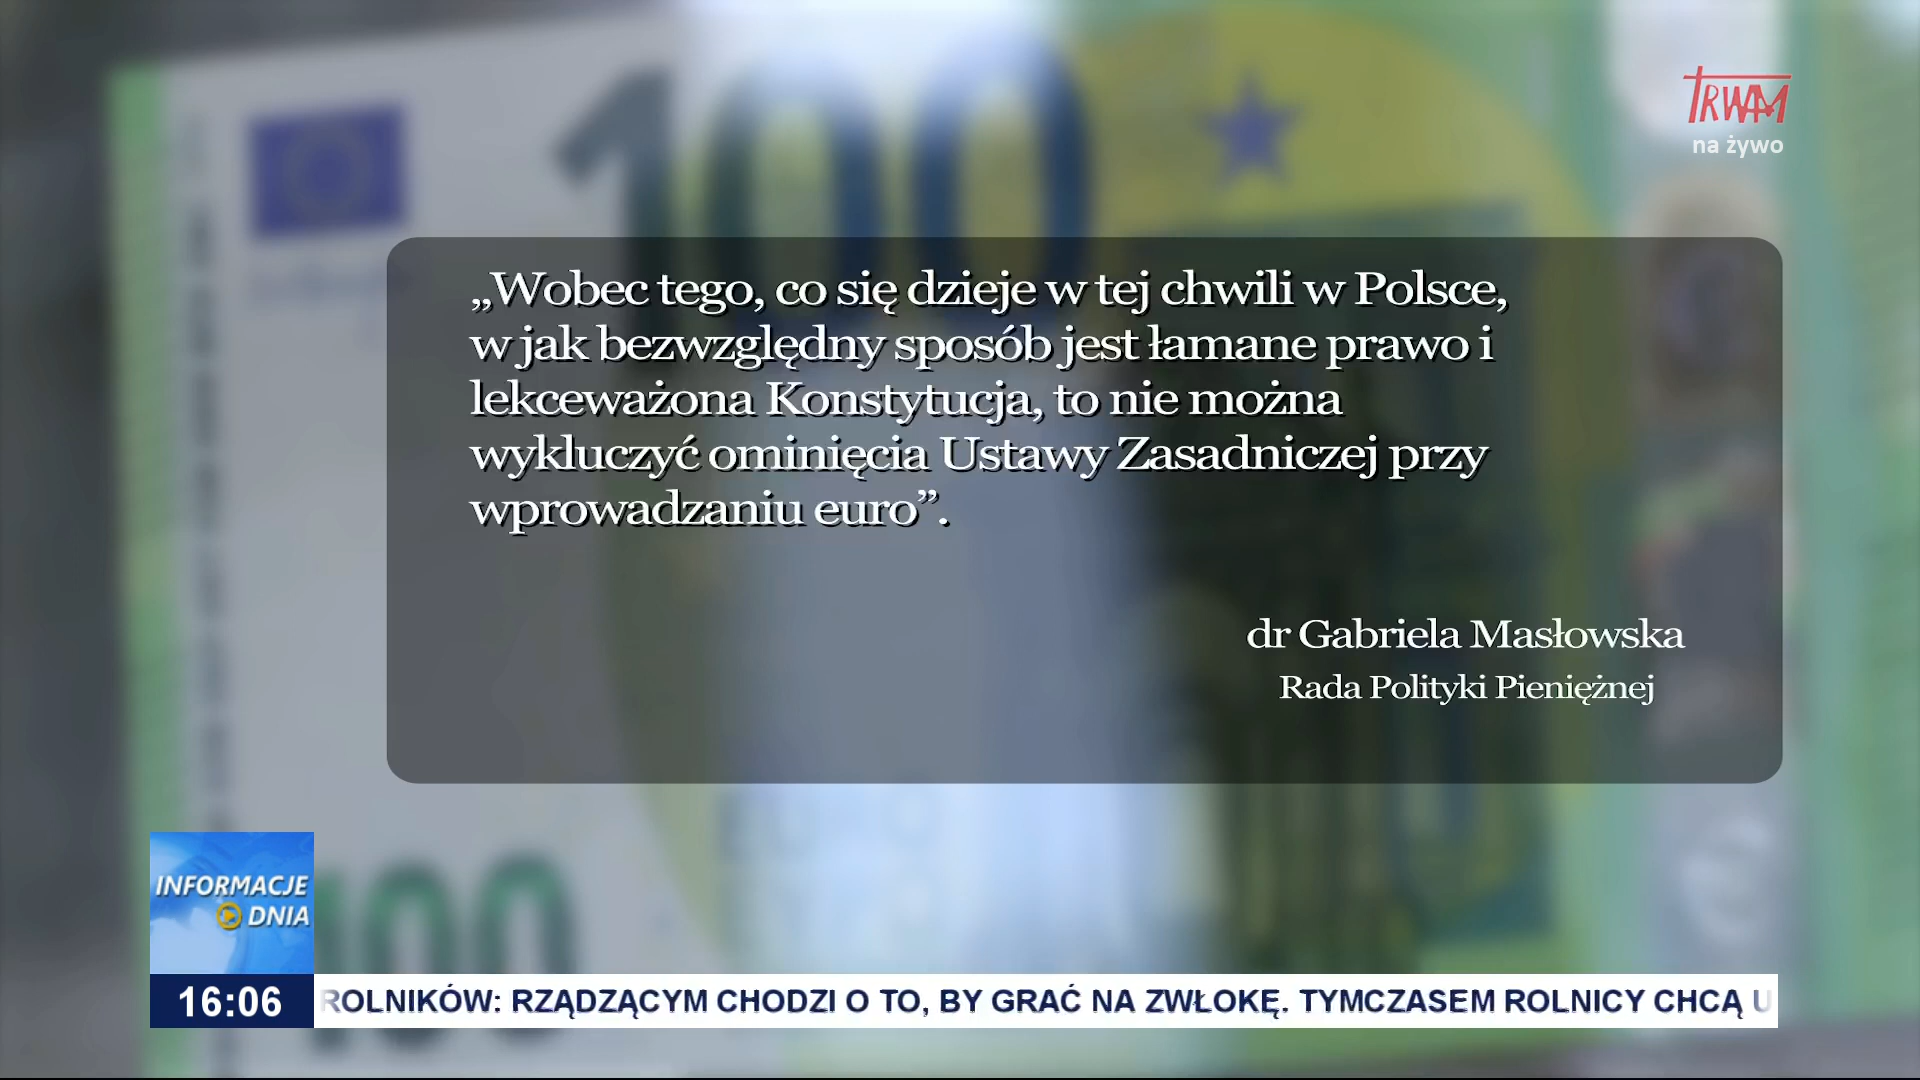 100
TRWAM
na żywo
„Wobec tego, co się dzieje w tej chwili w Polsce,
w jak bezwzględny sposób jest łamane prawo i
lekceważona Konstytucja, to nie można
wykluczyć ominięcia Ustawy Zasadniczej przy
wprowadzaniu euro”.
dr Gabriela Masłowska
Rada Polityki Pieniężnej
INFORMACJE
DNIA
100
16:06 ROLNIKÓW: RZĄDZĄCYM CHODZI O TO, BY GRAĆ NA ZWŁOKĘ. TYMCZASEM ROLNICY CHCĄ U